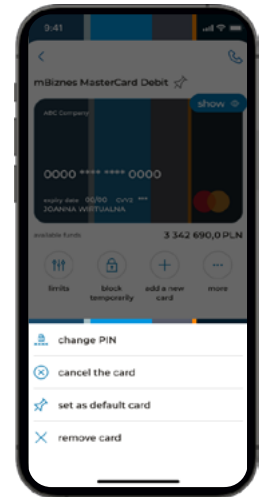 9:41
mBiznes MasterCard Debit
show
ABC Company
0000 **** **** 0000
expiry date 00/00 CVV2 ***
JOANNA WIRTUALNA
available funds 3 342 690,0 PLN
limits block temporarily add a new card more
change PIN
cancel the card
set as default card
remove card